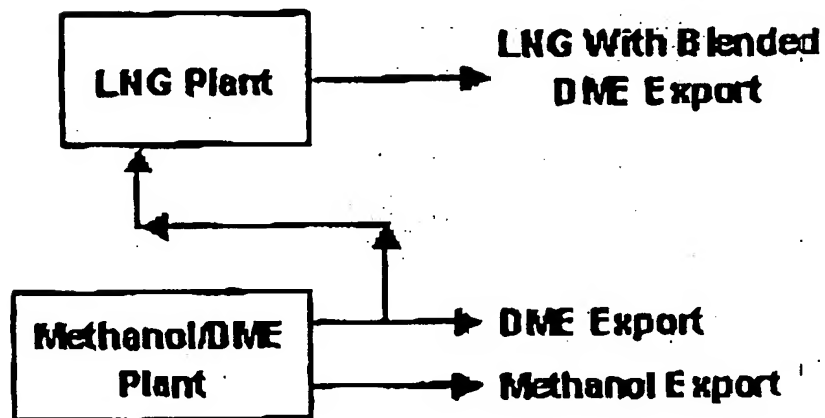 LNG Plant
LNG With Blended
DME Export
Methanol/DME
Plant
DME Export
Methanol Export